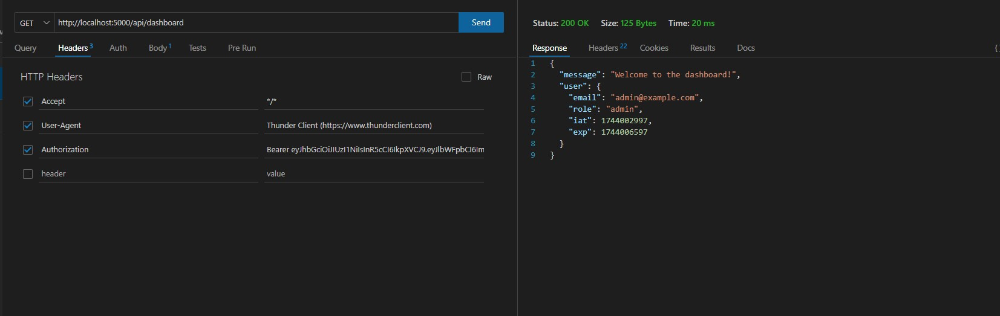 GET
http://localhost:5000/api/dashboard
Send
Query
Headers 3
Auth
Body 1
Tests
Pre Run
HTTP Headers
Raw
Accept
*/*
User-Agent
Thunder Client (https://www.thunderclient.com)
Authorization
Bearer eyJhbGciOiJIUzI1NiIsInR5cCI6IkpXVCJ9.eyJlbWFpbCI6Im
header
value
Status: 200 OK Size: 125 Bytes Time: 20 ms
Response
Headers 22
Cookies
Results
Docs
{
1 {
2 "message": "Welcome to the dashboard!",
3 "user": {
4 "email": "admin@example.com",
5 "role": "admin",
6 "iat": 1744002997,
7 "exp": 1744006597
8 }
9 }